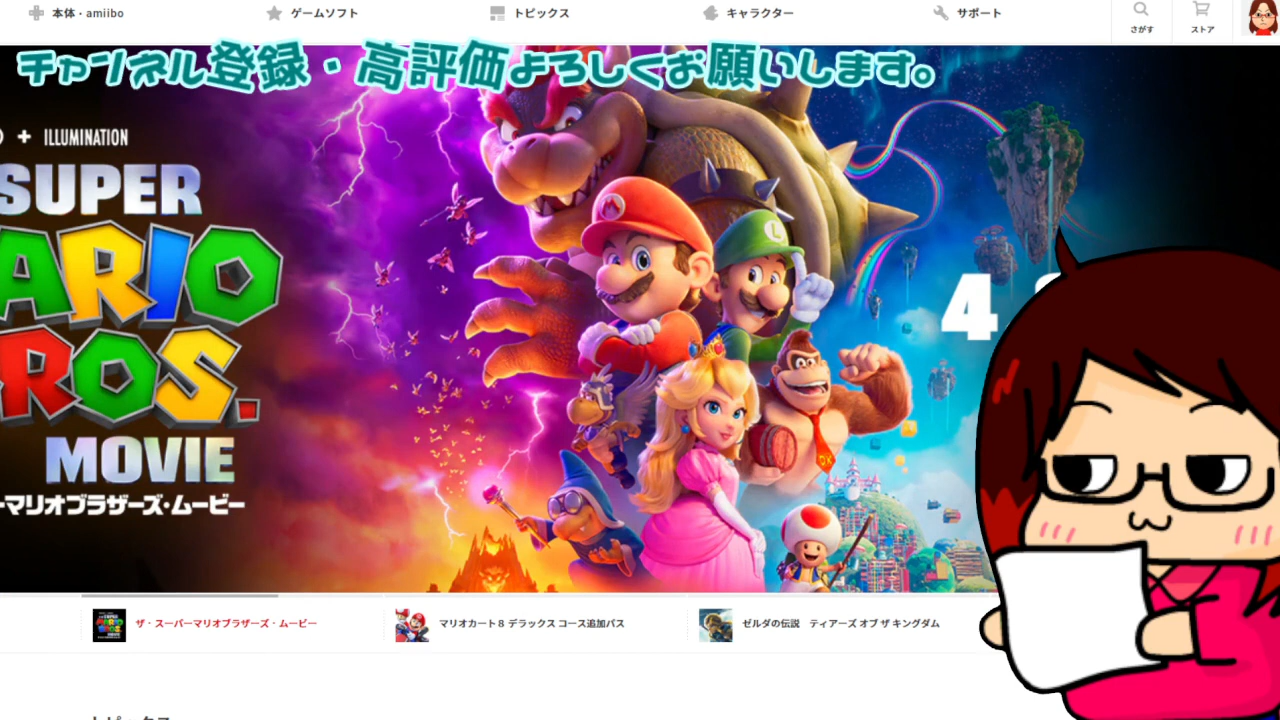 本体・amiibo
ゲームソフト
トピックス
キャラクター
サポート
さがす
ストア
チャンネル登録・高評価よろしくお願いします。
+ ILLUMINATION
SUPER
ARIO
ROS.
MOVIE
ーマリオブラザーズ・ムービー
4
M
L
DK
ザ・スーパーマリオブラザーズ・ムービー
マリオカート８ デラックス コース追加パス
ゼルダの伝説　ティアーズ オブ ザ キングダム
トピックス